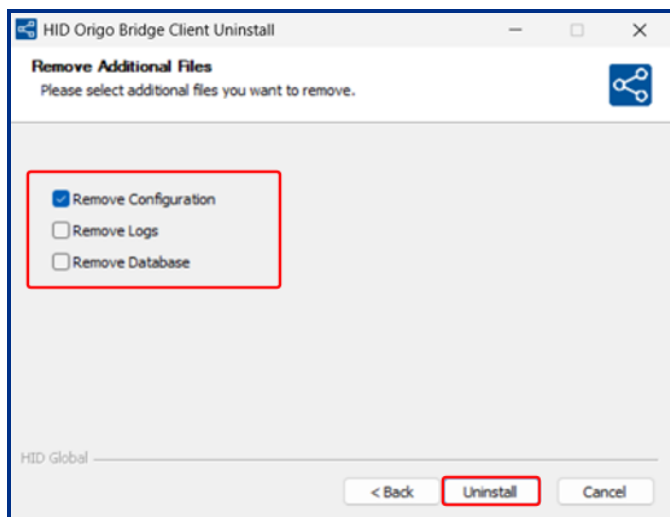 HID Origo Bridge Client Uninstall
Remove Additional Files
Please select additional files you want to remove.
Remove Configuration
Remove Logs
Remove Database
HID Global
< Back Uninstall Cancel